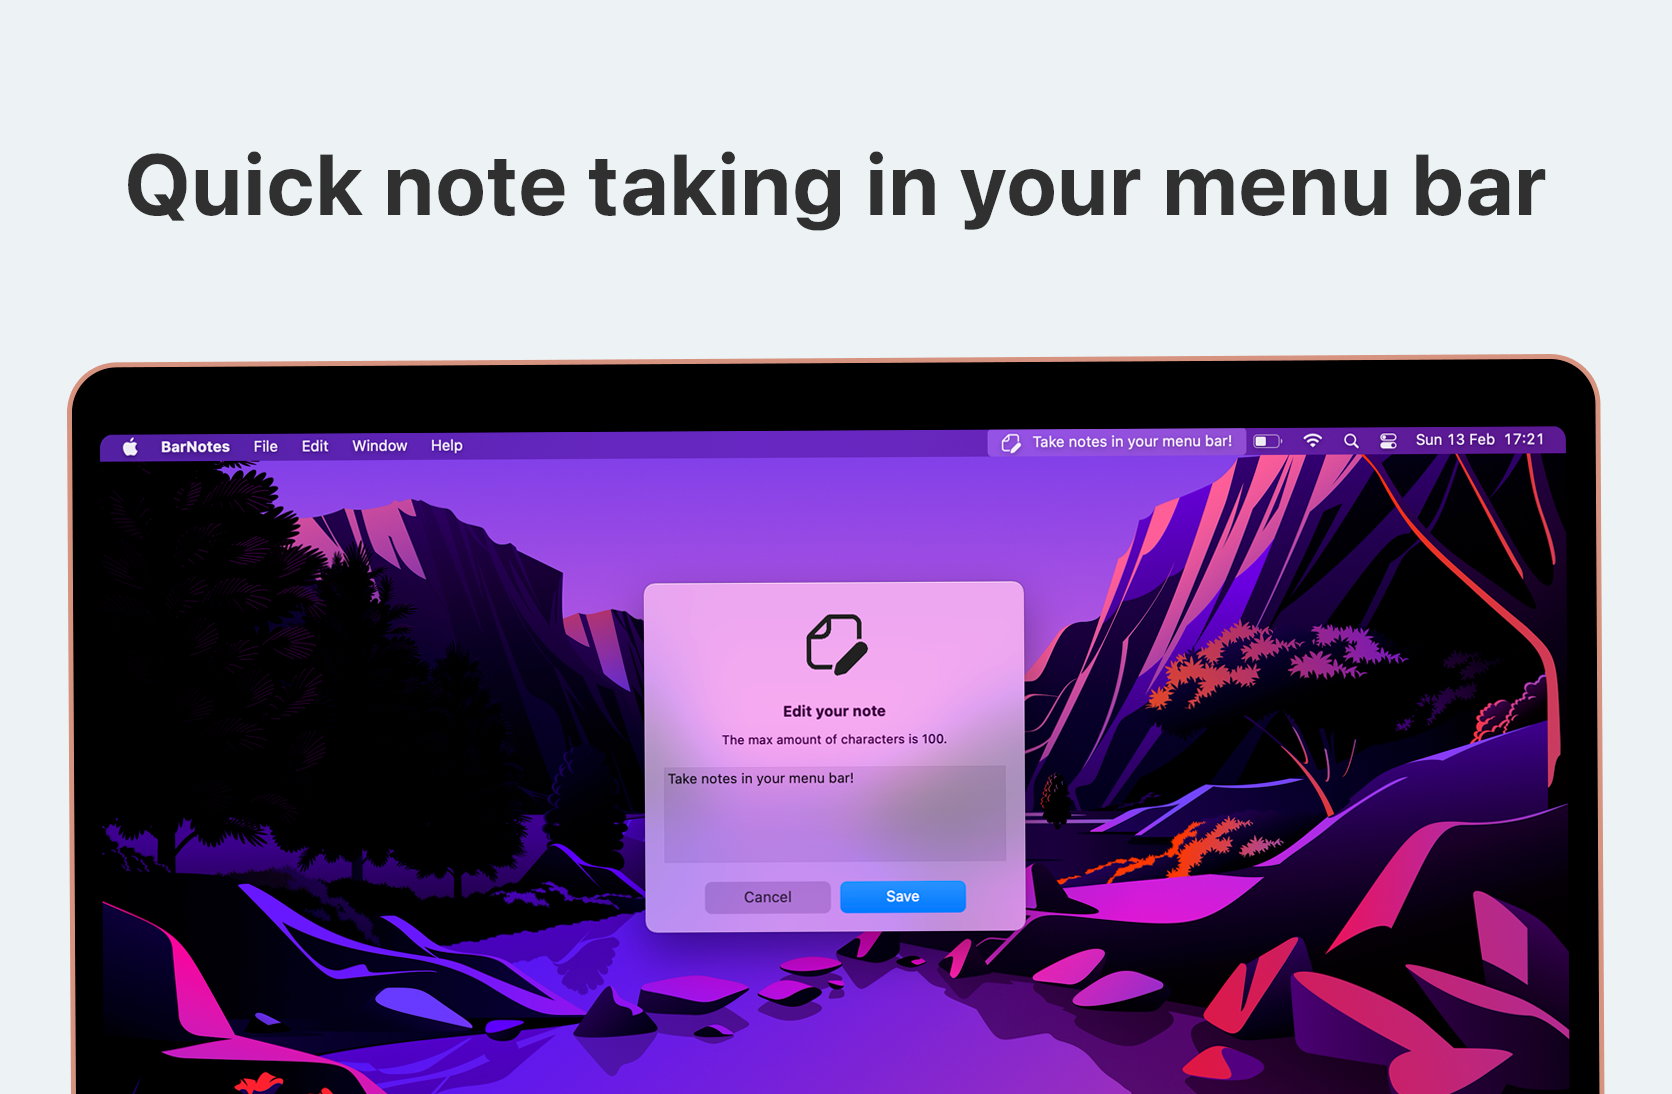 Quick note taking in your menu bar
BarNotes File Edit Window Help Take notes in your menu bar! Sun 13 Feb 17:21
Edit your note
The max amount of characters is 100.
Take notes in your menu bar!
Cancel Save